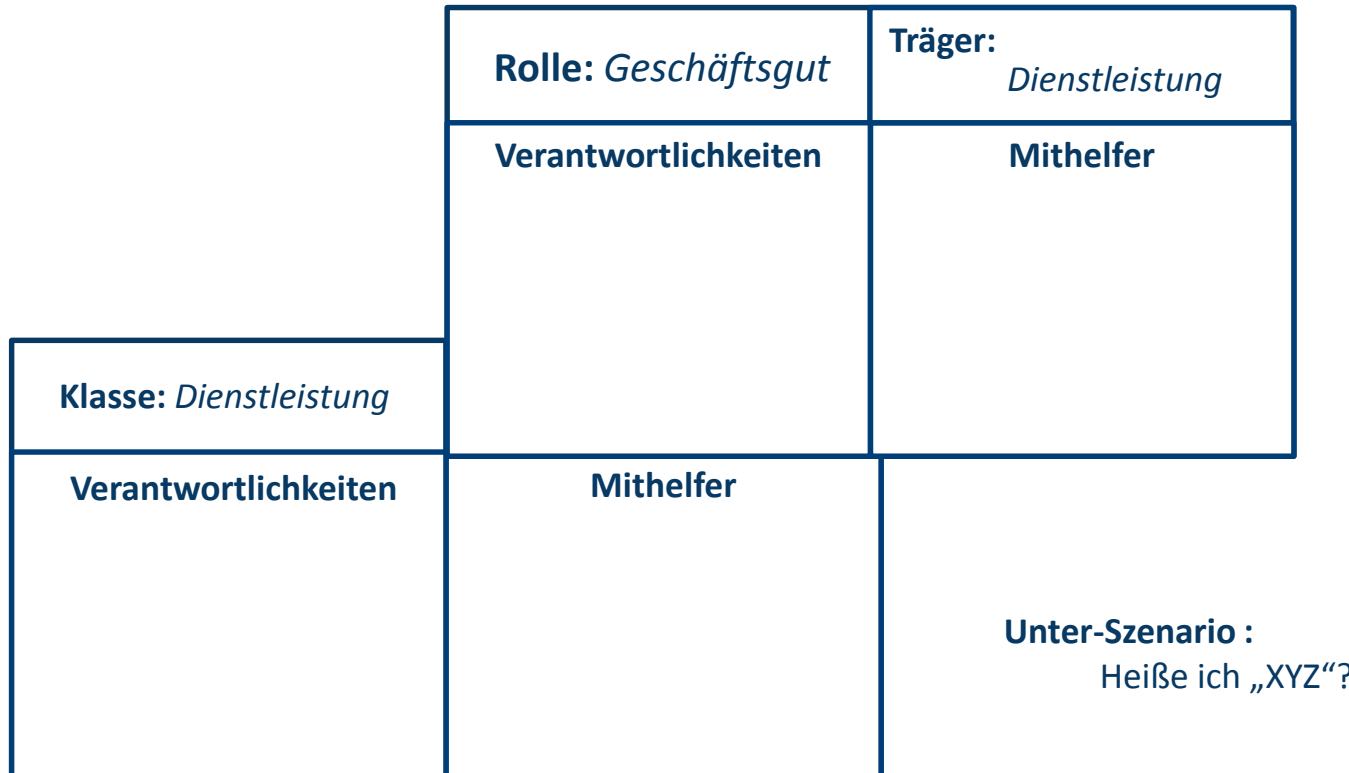 Rolle: Geschäftsgut
Träger:
Dienstleistung
Verantwortlichkeiten
Mithelfer
Klasse: Dienstleistung
Verantwortlichkeiten
Mithelfer
Unter-Szenario :
Heiße ich „XYZ“?